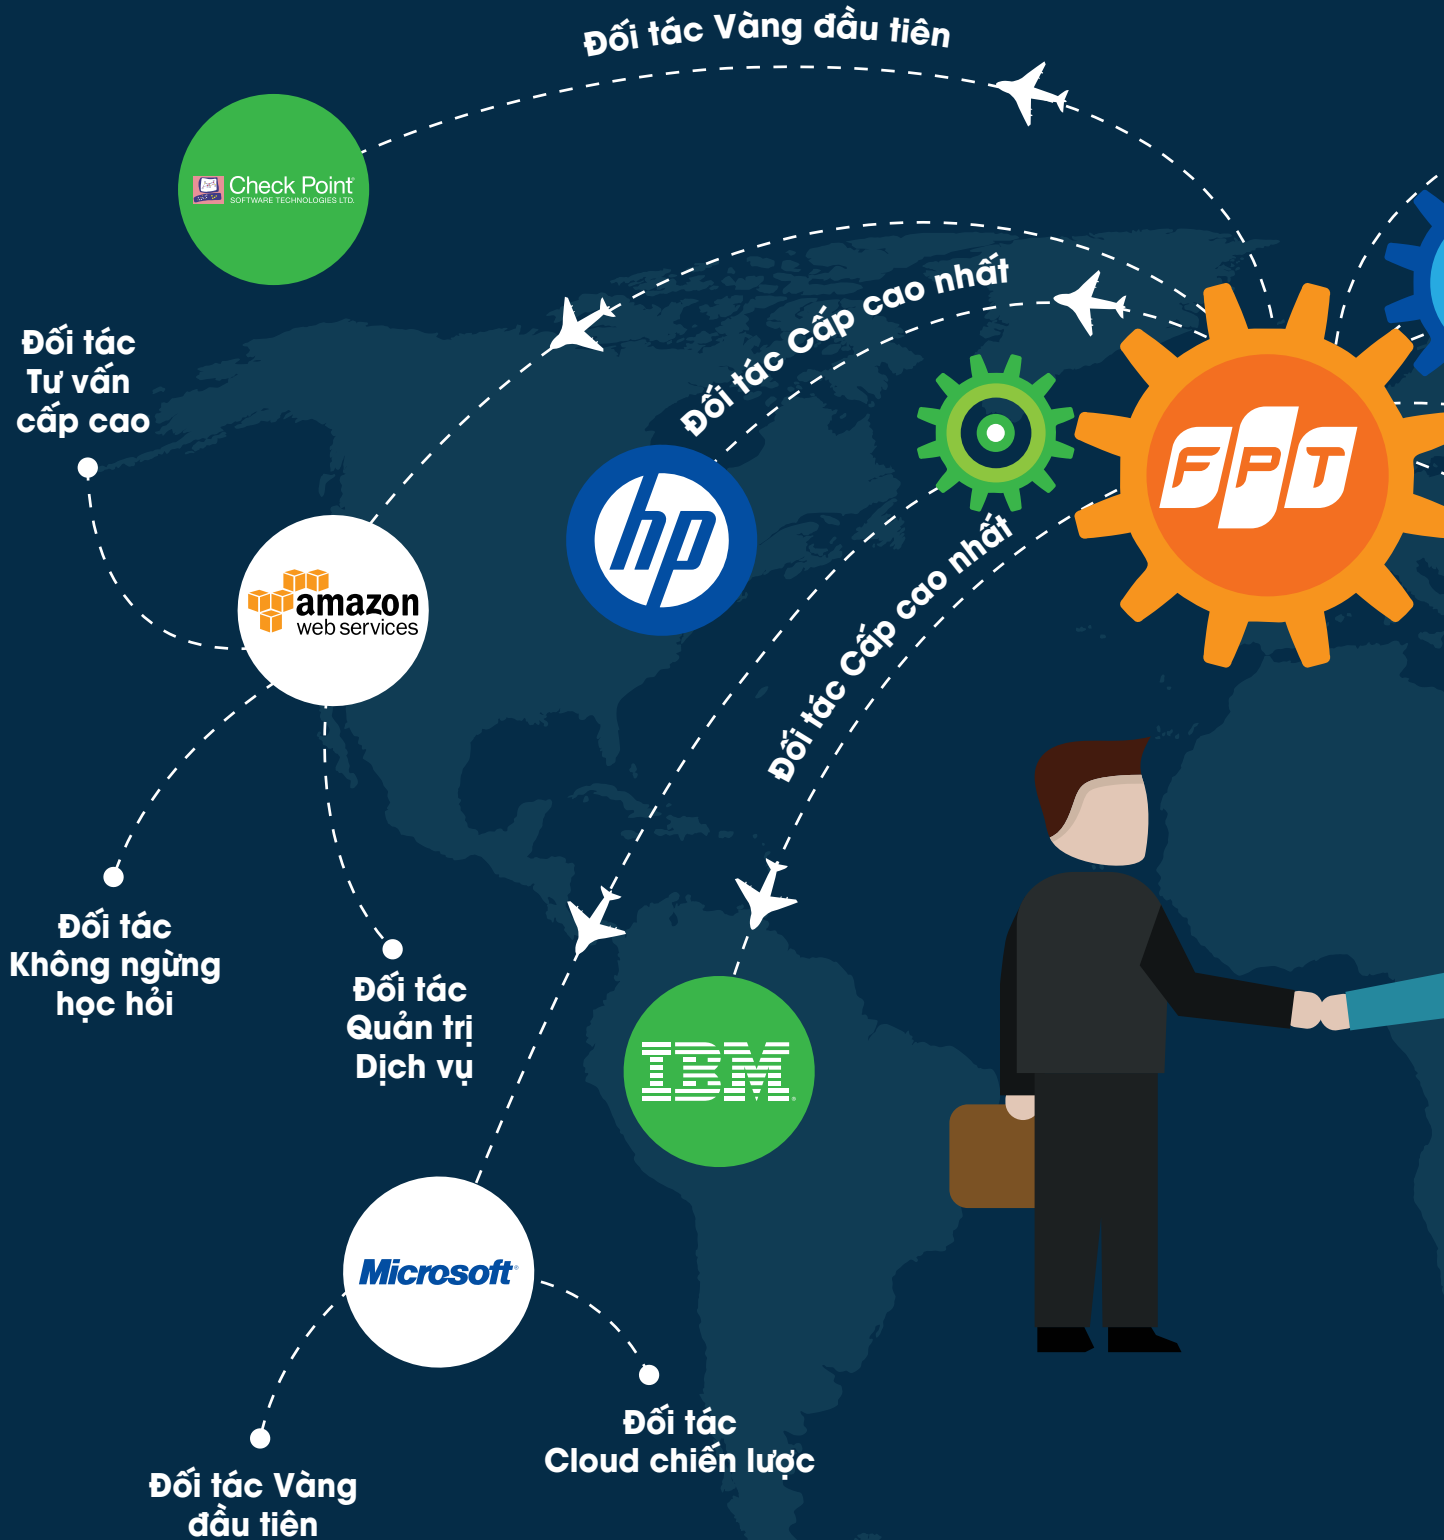 Đối tác Vàng đầu tiên
Check Point
SOFTWARE TECHNOLOGIES LTD.
Đối tác Cấp cao nhất
Đối tác
Tư vấn
cấp cao
FPT
hp
Đối tác Cấp cao nhất
amazon
web services
Đối tác
Không ngừng
học hỏi
Đối tác
Quản trị
Dịch vụ
IBM
Microsoft
Đối tác
Cloud chiến lược
Đối tác Vàng
đầu tiên